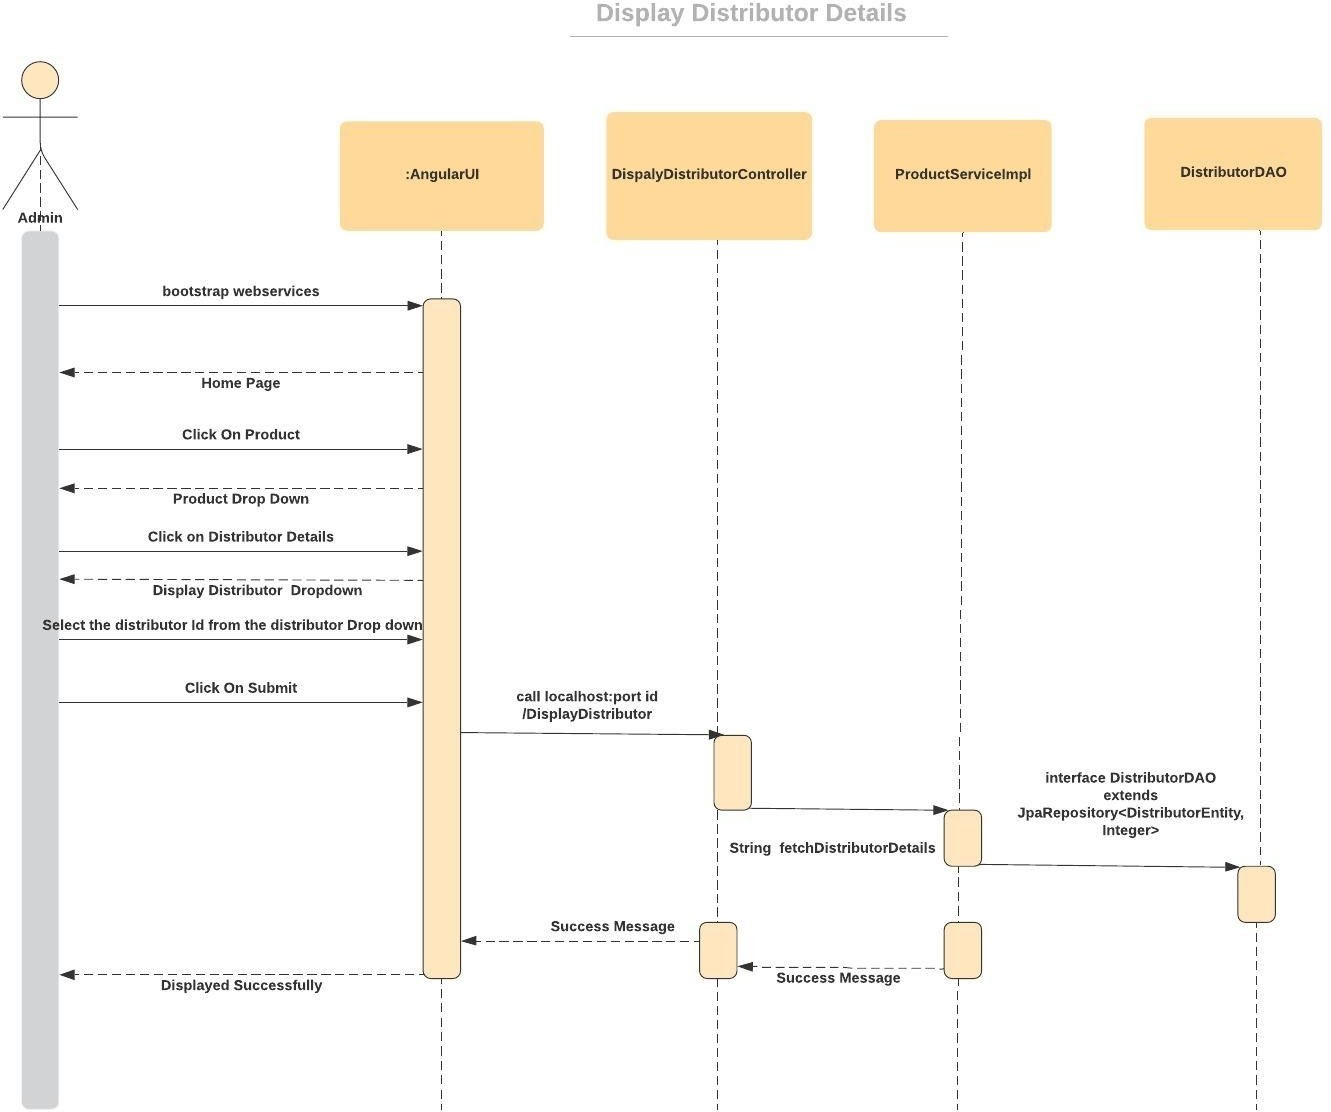 Display Distributor Details
Admin
:AngularUI
DispalyDistributorController
ProductServiceImpl
DistributorDAO
bootstrap webservices
Home Page
Click On Product
Product Drop Down
Click on Distributor Details
Display Distributor  Dropdown
Select the distributor Id from the distributor Drop down
Click On Submit
call localhost:port id
/DisplayDistributor
interface DistributorDAO
extends
JpaRepository<DistributorEntity,
Integer>
String  fetchDistributorDetails
Success Message
Success Message
Displayed Successfully